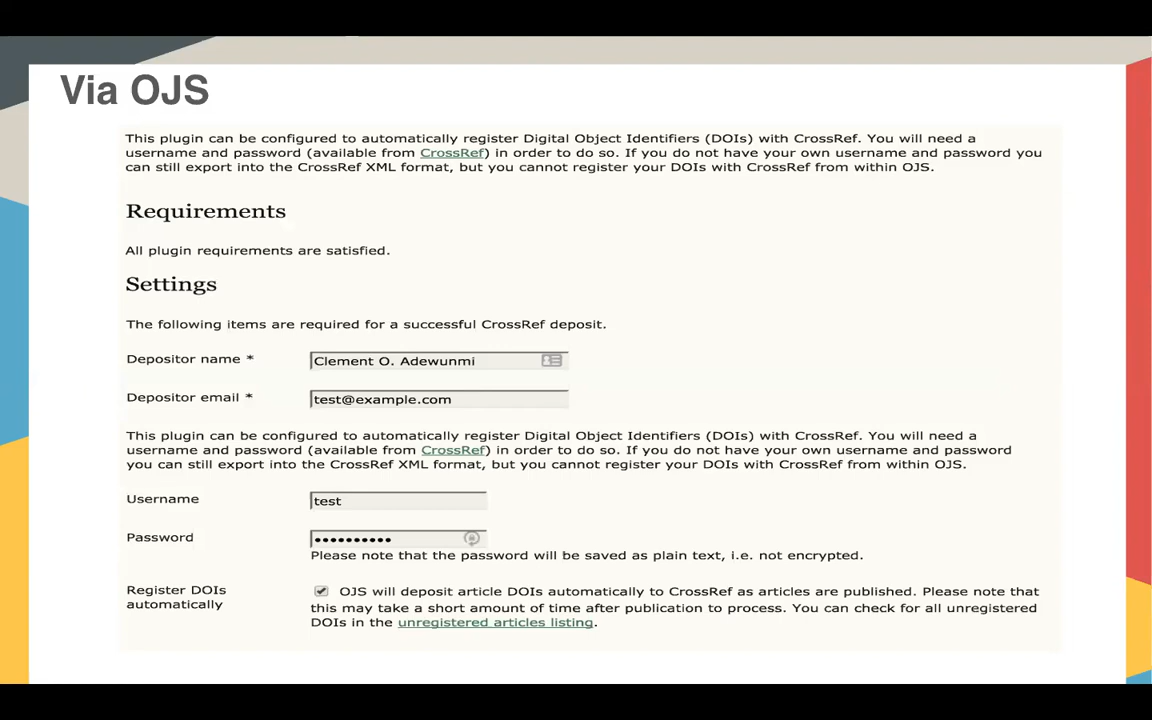 Via OJS
This plugin can be configured to automatically register Digital Object Identifiers (DOIs) with CrossRef. You will need a
username and password (available from CrossRef) in order to do so. If you do not have your own username and password you
can still export into the CrossRef XML format, but you cannot register your DOIs with CrossRef from within OJS.
Requirements
All plugin requirements are satisfied.
Settings
The following items are required for a successful CrossRef deposit.
Depositor name * Clement O. Adewunmi
Depositor email * test@example.com
This plugin can be configured to automatically register Digital Object Identifiers (DOIs) with CrossRef. You will need a
username and password (available from CrossRef) in order to do so. If you do not have your own username and password
you can still export into the CrossRef XML format, but you cannot register your DOIs with CrossRef from within OJS.
Username test
Password ••••••••••
Please note that the password will be saved as plain text, i.e. not encrypted.
Register DOIs automatically
OJS will deposit article DOIs automatically to CrossRef as articles are published. Please note that
this may take a short amount of time after publication to process. You can check for all unregistered
DOIs in the unregistered articles listing.